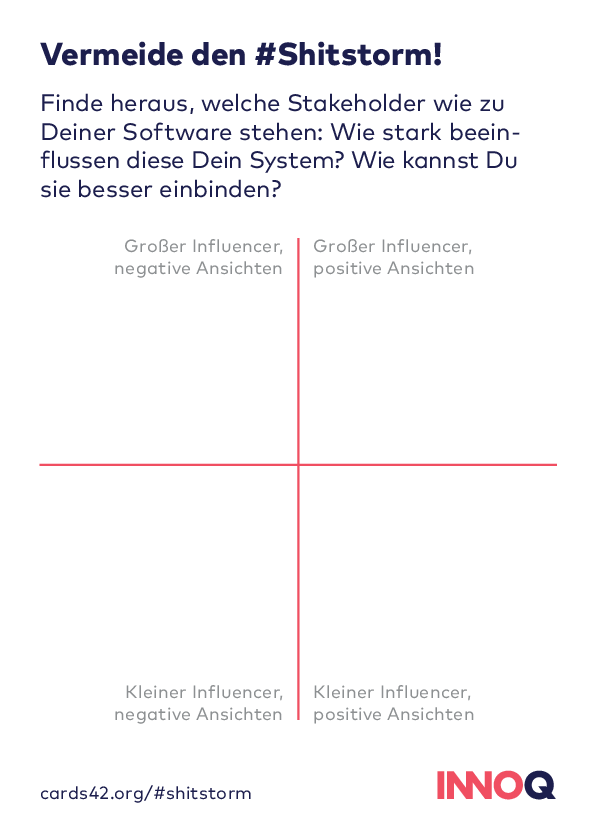 Vermeide den #Shitstorm!
Finde heraus, welche Stakeholder wie zu
Deiner Software stehen: Wie stark beein-
flussen diese Dein System? Wie kannst Du
sie besser einbinden?
Großer Influencer,
negative Ansichten
Großer Influencer,
positive Ansichten
Kleiner Influencer,
negative Ansichten
Kleiner Influencer,
positive Ansichten
cards42.org/#shitstorm
INNOQ